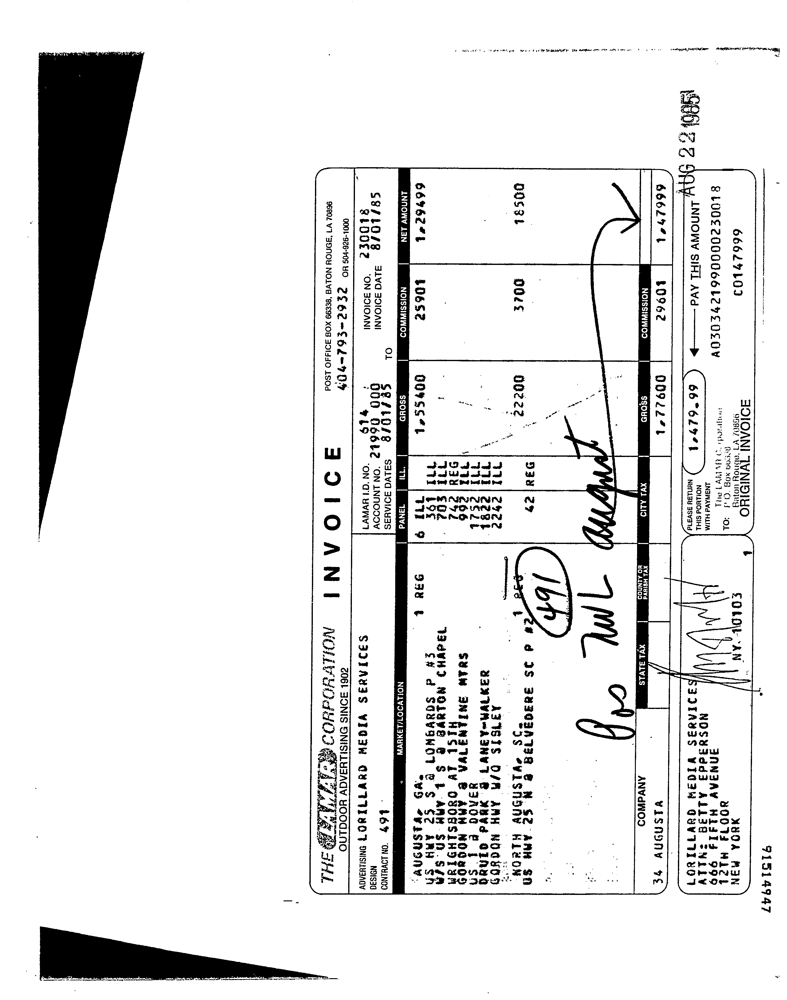 THE LAMAR CORPORATION INVOICE
OUTDOOR ADVERTISING SINCE 1902
POST OFFICE BOX 66338, BATON ROUGE, LA 70896
404-793-2932 OR 504-926-1000
ADVERTISING LORILLARD MEDIA SERVICES
DESIGN
CONTRACT NO. 491
LAMAR I.D. NO. 614
ACCOUNT NO. 21990 000
SERVICE DATES 8/01/85 TO
INVOICE NO. 230018
INVOICE DATE 8/01/85
MARKET/LOCATION PANEL ILL. GROSS COMMISSION NET AMOUNT
AUGUSTA, GA. 1 REG 6 ILL 1,55400 25901 1,29499
US HWY 25 S @ LOMBARDS P #3 361 ILL
W/S US HWY 1 S @ BARTON CHAPEL 703 ILL
WRIGHTSBORO AT 15TH 742 REG
GORDON HWY @ VALENTINE MTRS 992 ILL
US 1 @ DOVER 1752 ILL
DRUID PARK @ LANEY-WALKER 1822 ILL
GORDON HWY W/O SIBLEY 2242 ILL
NORTH AUGUSTA, SC. 1 REG 22200 3700 18500
US HWY 25 N @ BELVEDERE SC P #2 42 REG
491
august
COMPANY STATE TAX COUNTY OR PARISH TAX CITY TAX GROSS COMMISSION
34 AUGUSTA 1,77600 29601 1,47999
LORILLARD MEDIA SERVICES
ATTN: BETTY EPPERSON
666 FIFTH AVENUE
12TH FLOOR
NEW YORK NY 10103
1
PLEASE RETURN
THIS PORTION
WITH PAYMENT
1,479.99 PAY THIS AMOUNT
AUG 22 1985
TO: The LAMAR Corporation
P. O. Box 66338
Baton Rouge, LA 70896
ORIGINAL INVOICE
A0303421990000230018
C0147999
91514947